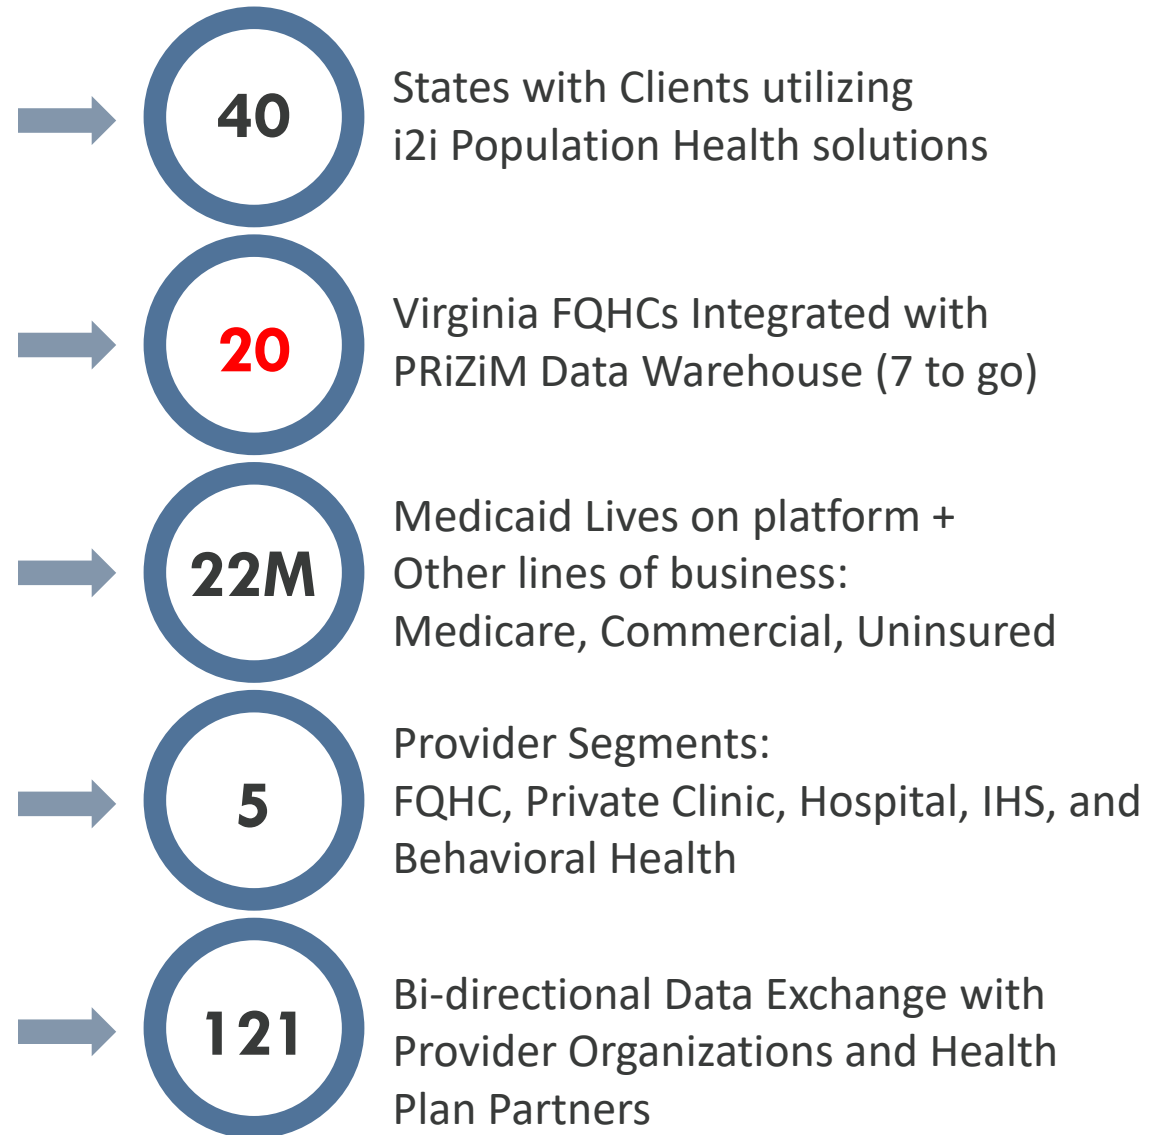 40
States with Clients utilizing
i2i Population Health solutions
20
Virginia FQHCs Integrated with
PRiZiM Data Warehouse (7 to go)
22M
Medicaid Lives on platform +
Other lines of business:
Medicare, Commercial, Uninsured
5
Provider Segments:
FQHC, Private Clinic, Hospital, IHS, and
Behavioral Health
121
Bi-directional Data Exchange with
Provider Organizations and Health
Plan Partners